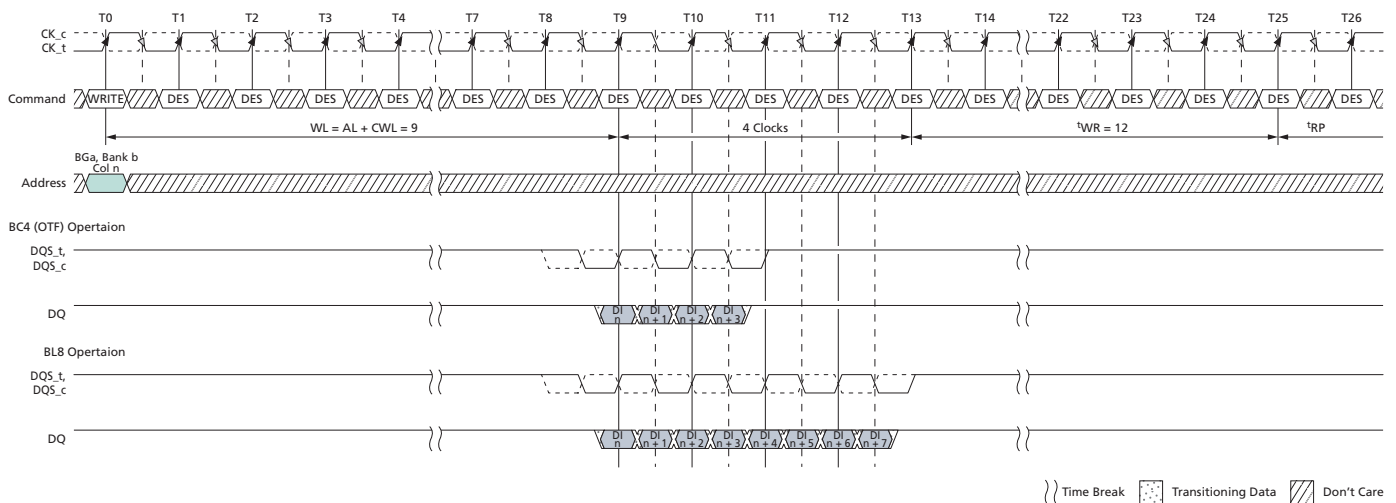 T0 T1 T2 T3 T4 T7 T8 T9 T10 T11 T12 T13 T14 T22 T23 T24 T25 T26
CK_c
CK_t
Command WRITE DES DES DES DES DES DES DES DES DES DES DES DES DES DES DES DES DES
WL = AL + CWL = 9 4 Clocks tWR = 12 tRP
BGa, Bank b
Col n
Address
BC4 (OTF) Opertaion
DQS_t,
DQS_c
DQ DI n DI n + 1 DI n + 2 DI n + 3
BL8 Opertaion
DQS_t,
DQS_c
DQ DI n DI n + 1 DI n + 2 DI n + 3 DI n + 4 DI n + 5 DI n + 6 DI n + 7
Time Break Transitioning Data Don't Care